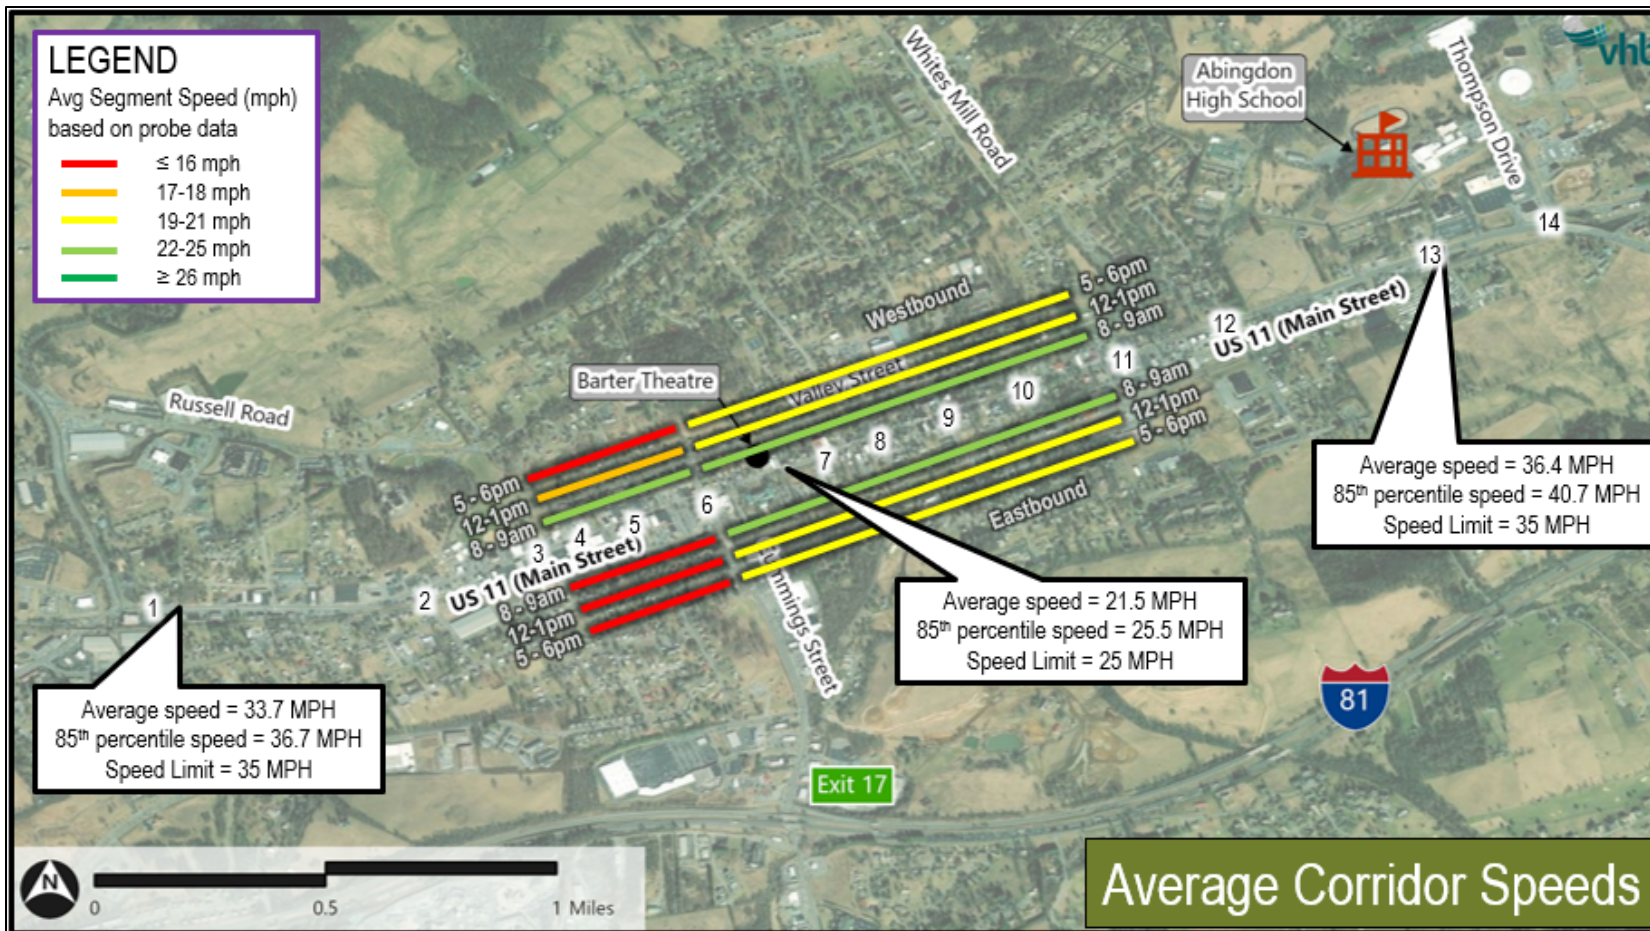 LEGEND
Avg Segment Speed (mph)
based on probe data
≤ 16 mph
17-18 mph
19-21 mph
22-25 mph
≥ 26 mph
Whites Mill Road
Abingdon
High School
Thompson Drive
vhb
14
13
12
US 11 (Main Street)
Westbound
5 - 6pm
12-1pm
8 - 9am
11
10
9
8
7
6
5
4
3
2
1
Barter Theatre
Valley Street
Russell Road
5 - 6pm
12-1pm
8 - 9am
US 11 (Main Street)
8 - 9am
12-1pm
5 - 6pm
8 - 9am
12-1pm
5 - 6pm
Eastbound
Cummings Street
Average speed = 36.4 MPH
85th percentile speed = 40.7 MPH
Speed Limit = 35 MPH
Average speed = 21.5 MPH
85th percentile speed = 25.5 MPH
Speed Limit = 25 MPH
Average speed = 33.7 MPH
85th percentile speed = 36.7 MPH
Speed Limit = 35 MPH
81
Exit 17
N
0
0.5
1 Miles
Average Corridor Speeds